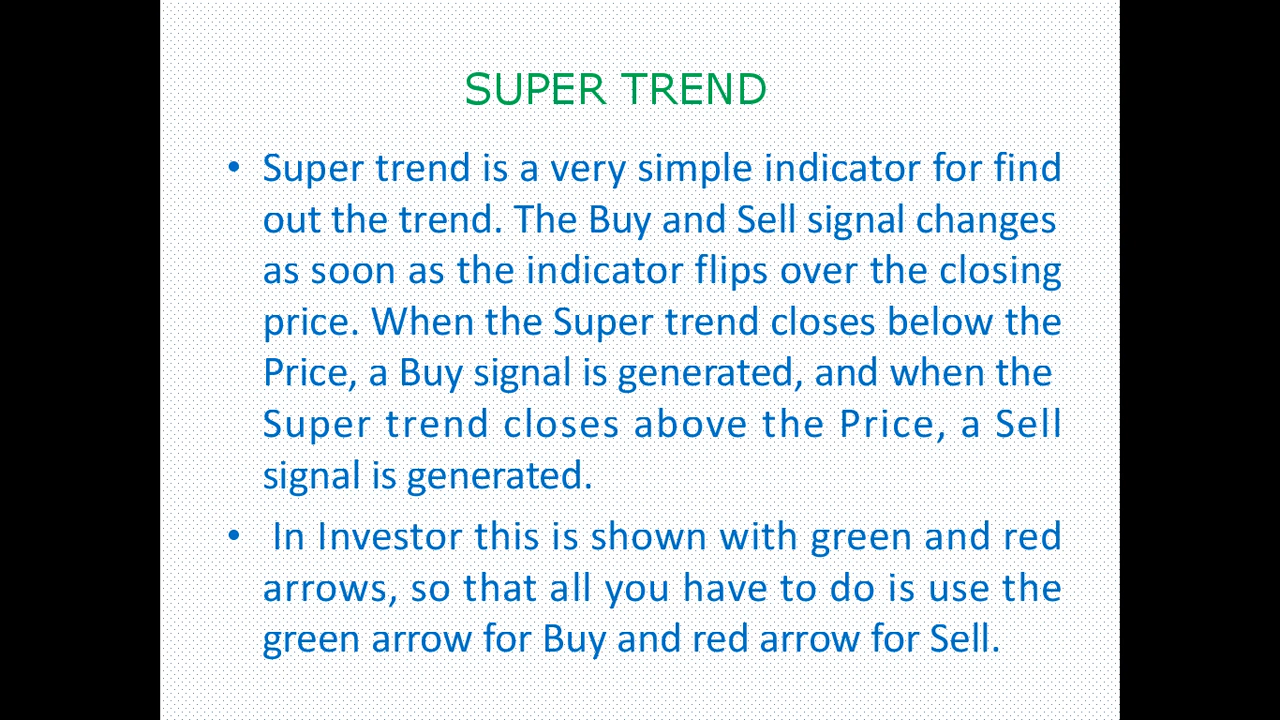 SUPER TREND
• Super trend is a very simple indicator for find
out the trend. The Buy and Sell signal changes
as soon as the indicator flips over the closing
price. When the Super trend closes below the
Price, a Buy signal is generated, and when the
Super trend closes above the Price, a Sell
signal is generated.
• In Investor this is shown with green and red
arrows, so that all you have to do is use the
green arrow for Buy and red arrow for Sell.